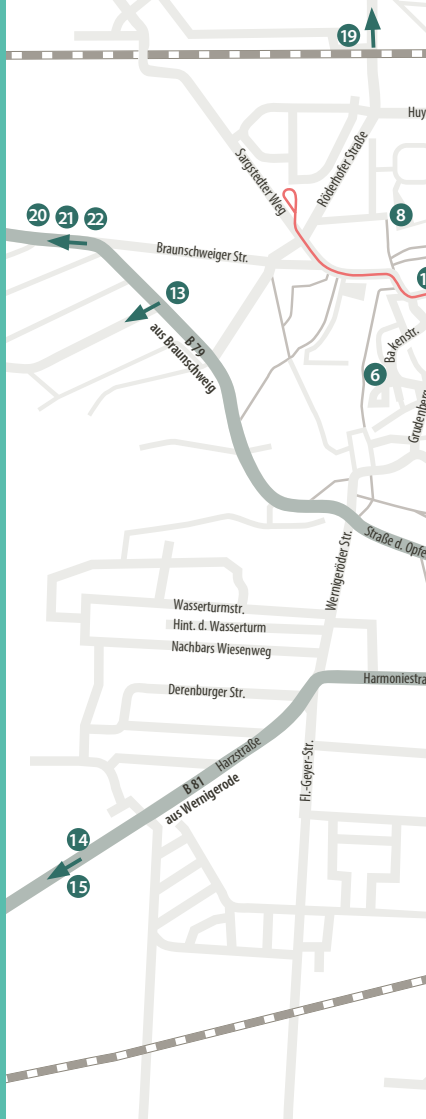 19
Huy
Sargstedter Weg
Röderhofer Straße
8
20 21 22
Braunschweiger Str.
13
1
B 79
aus Braunschweig
Bakenstr.
6
Grudenberg
Straße d. Opfe
Wernigeröder Str.
Wasserturmstr.
Hint. d. Wasserturm
Nachbars Wiesenweg
Derenburger Str.
Harmoniestra
B 81 Harzstraße
aus Wernigerode
Fl.-Geyer-Str.
14
15